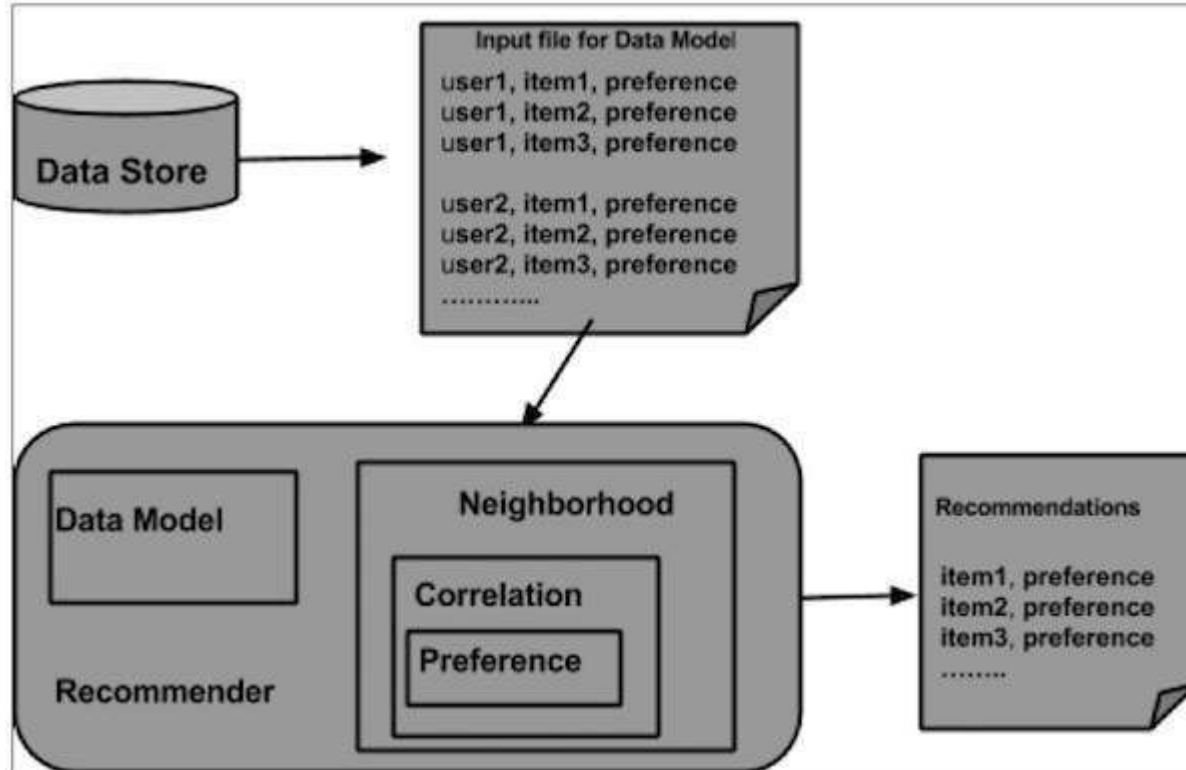 Input file for Data Model
user1, item1, preference
user1, item2, preference
user1, item3, preference
user2, item1, preference
user2, item2, preference
user2, item3, preference
…………..
Data Store
Data Model
Recommender
Neighborhood
Correlation
Preference
Recommendations
item1, preference
item2, preference
item3, preference
……..